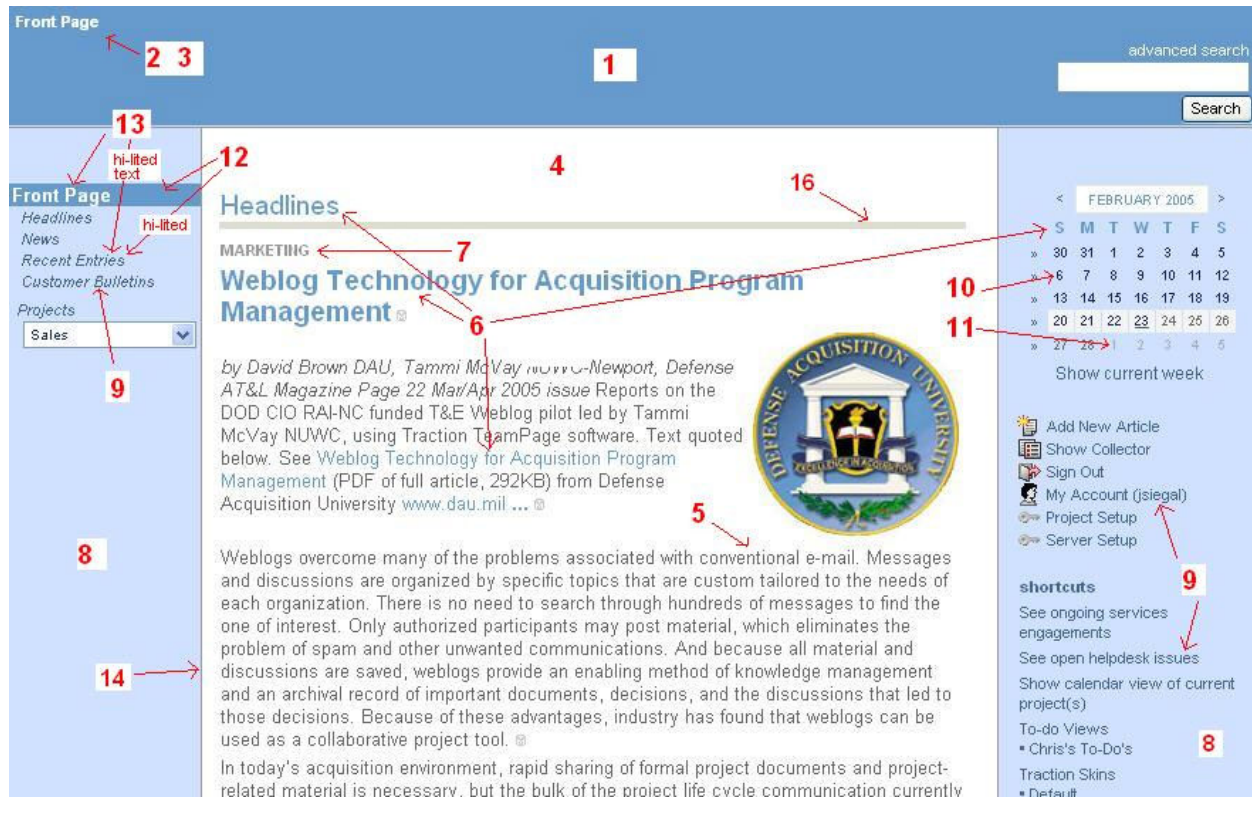 Front Page
2 3
1
advanced search
Search
13
hi-lited
text
12
Front Page
Headlines
hi-lited
News
Recent Entries
Customer Bulletins
Projects
Sales
9
8
14
4
16
Headlines
MARKETING
7
Weblog Technology for Acquisition Program
Management
6
by David Brown DAU, Tammi McVay NUWC-Newport, Defense
AT&L Magazine Page 22 Mar/Apr 2005 issue Reports on the
DOD CIO RAI-NC funded T&E Weblog pilot led by Tammi
McVay NUWC, using Traction TeamPage software. Text quoted
below. See Weblog Technology for Acquisition Program
Management (PDF of full article, 292KB) from Defense
Acquisition University www.dau.mil ...
DEFENSE ACQUISITION UNIVERSITY
EXCELLENCE IN ACQUISITION
5
Weblogs overcome many of the problems associated with conventional e-mail. Messages
and discussions are organized by specific topics that are custom tailored to the needs of
each organization. There is no need to search through hundreds of messages to find the
one of interest. Only authorized participants may post material, which eliminates the
problem of spam and other unwanted communications. And because all material and
discussions are saved, weblogs provide an enabling method of knowledge management
and an archival record of important documents, decisions, and the discussions that led to
those decisions. Because of these advantages, industry has found that weblogs can be
used as a collaborative project tool.
In today's acquisition environment, rapid sharing of formal project documents and project-
related material is necessary, but the bulk of the project life cycle communication currently
< FEBRUARY 2005 >
S M T W T F S
» 30 31 1 2 3 4 5
» 6 7 8 9 10 11 12
» 13 14 15 16 17 18 19
» 20 21 22 23 24 25 26
» 27 28 1 2 3 4 5
10
11
Show current week
Add New Article
Show Collector
Sign Out
My Account (jsiegal)
Project Setup
Server Setup
9
shortcuts
See ongoing services
engagements
See open helpdesk issues
Show calendar view of current
project(s)
To-do Views
▪ Chris's To-Do's
8
Traction Skins
▪ Default